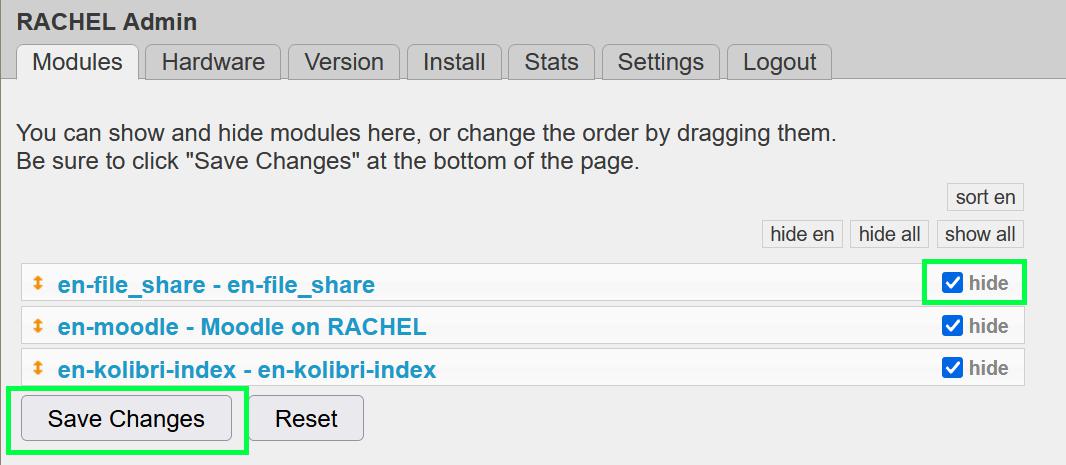 RACHEL Admin
Modules Hardware Version Install Stats Settings Logout
You can show and hide modules here, or change the order by dragging them.
Be sure to click "Save Changes" at the bottom of the page.
sort en
hide en hide all show all
en-file_share - en-file_share hide
en-moodle - Moodle on RACHEL hide
en-kolibri-index - en-kolibri-index hide
Save Changes Reset